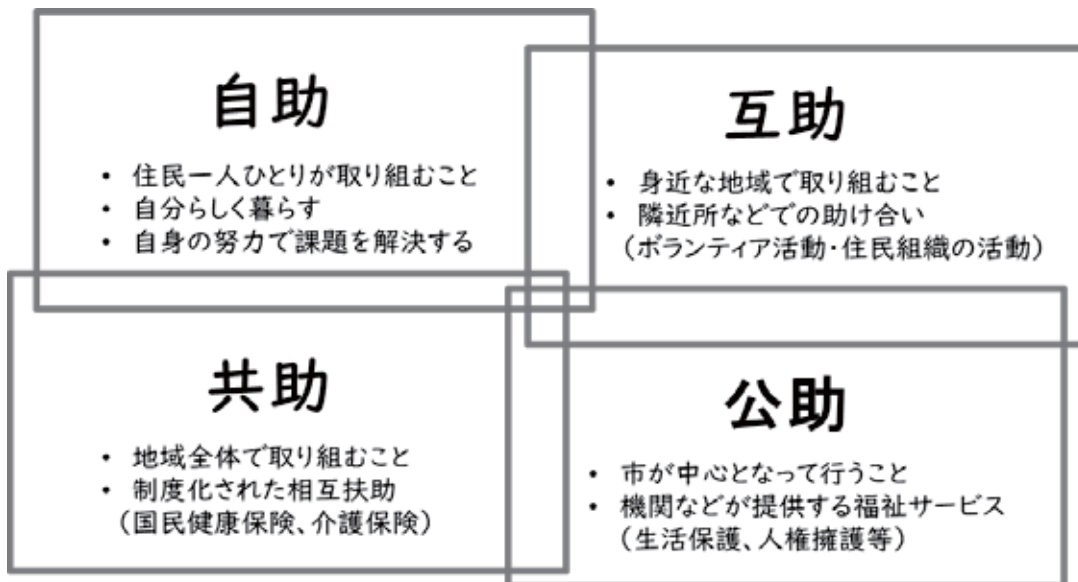 自助
• 住民一人ひとりが取り組むこと
• 自分らしく暮らす
• 自身の努力で課題を解決する
互助
• 身近な地域で取り組むこと
• 隣近所などでの助け合い
（ボランティア活動・住民組織の活動）
共助
• 地域全体で取り組むこと
• 制度化された相互扶助
（国民健康保険、介護保険）
公助
• 市が中心となって行うこと
• 機関などが提供する福祉サービス
（生活保護、人権擁護等）